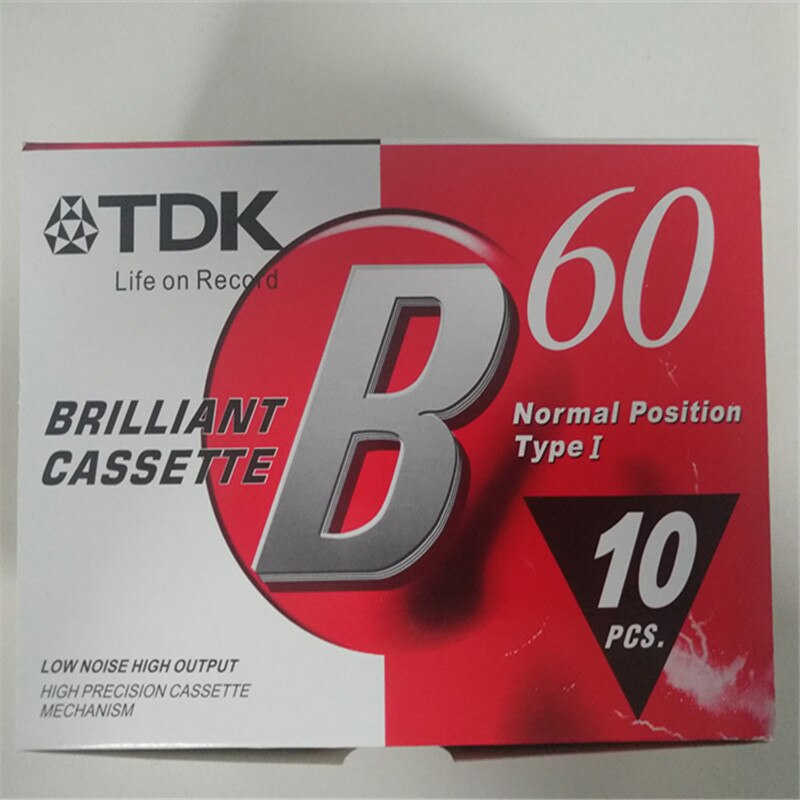 TDK
Life on Record
BRILLIANT
CASSETTE
B
60
Normal Position
Type I
10
PCS.
LOW NOISE HIGH OUTPUT
HIGH PRECISION CASSETTE
MECHANISM